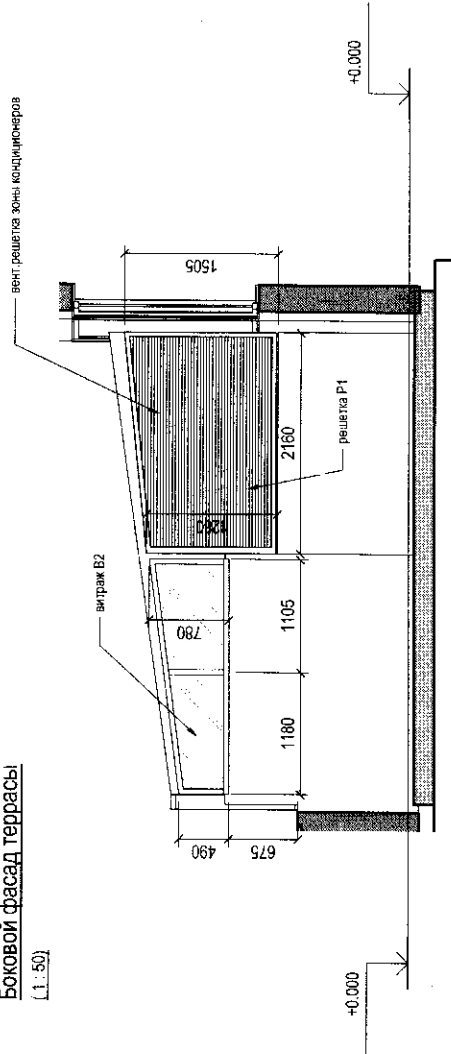 Боковой фасад террасы
( 1 : 50)
вент.решетка зоны кондиционеров
витраж В2
решетка Р1
1505
780
490
675
1180
1105
2160
+0.000
+0.000